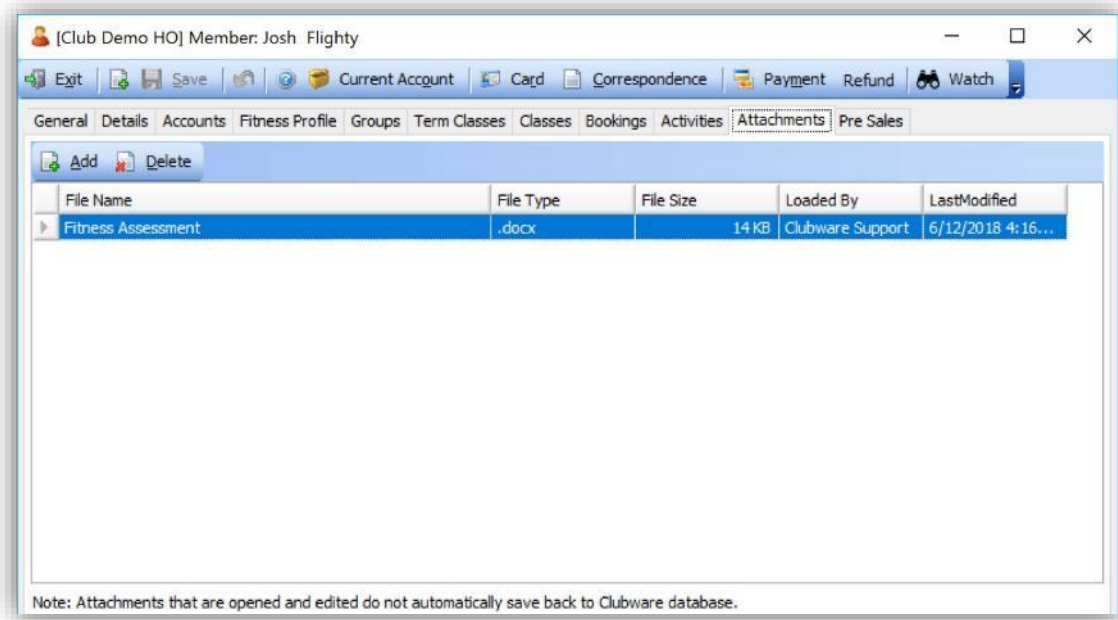 [Club Demo HO] Member: Josh Flighty
Exit Save Current Account Card Correspondence Payment Refund Watch
General Details Accounts Fitness Profile Groups Term Classes Classes Bookings Activities Attachments Pre Sales
Add Delete
File Name File Type File Size Loaded By LastModified
Fitness Assessment .docx 14 KB Clubware Support 6/12/2018 4:16...
Note: Attachments that are opened and edited do not automatically save back to Clubware database.